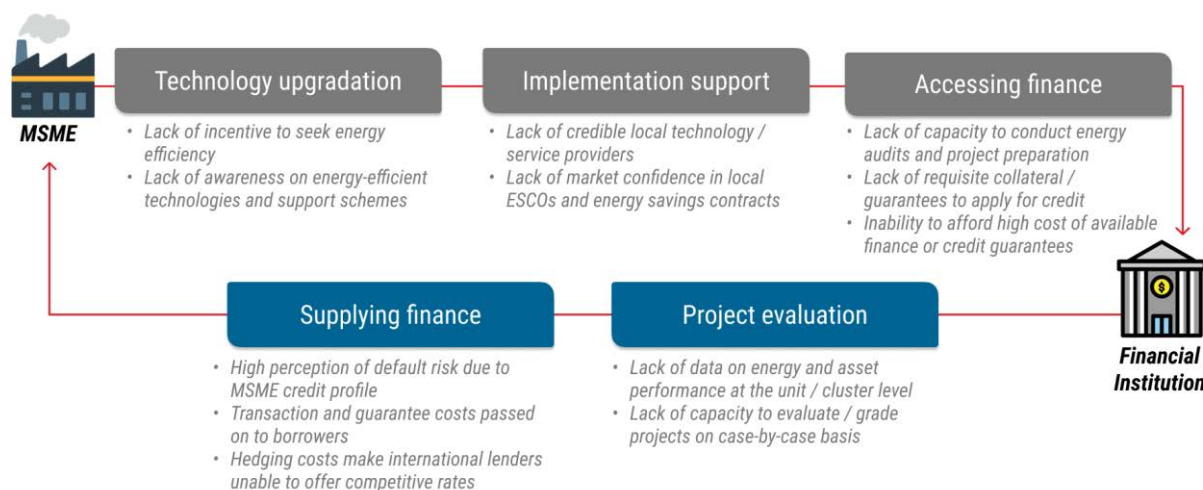 Technology upgradation
Implementation support
Accessing finance
MSME
• Lack of incentive to seek energy
efficiency
• Lack of awareness on energy-efficient
technologies and support schemes
• Lack of credible local technology /
service providers
• Lack of market confidence in local
ESCOs and energy savings contracts
• Lack of capacity to conduct energy
audits and project preparation
• Lack of requisite collateral /
guarantees to apply for credit
• Inability to afford high cost of available
finance or credit guarantees
$
Financial
Institution
Project evaluation
• Lack of data on energy and asset
performance at the unit / cluster level
• Lack of capacity to evaluate / grade
projects on case-by-case basis
Supplying finance
• High perception of default risk due to
MSME credit profile
• Transaction and guarantee costs passed
on to borrowers
• Hedging costs make international lenders
unable to offer competitive rates